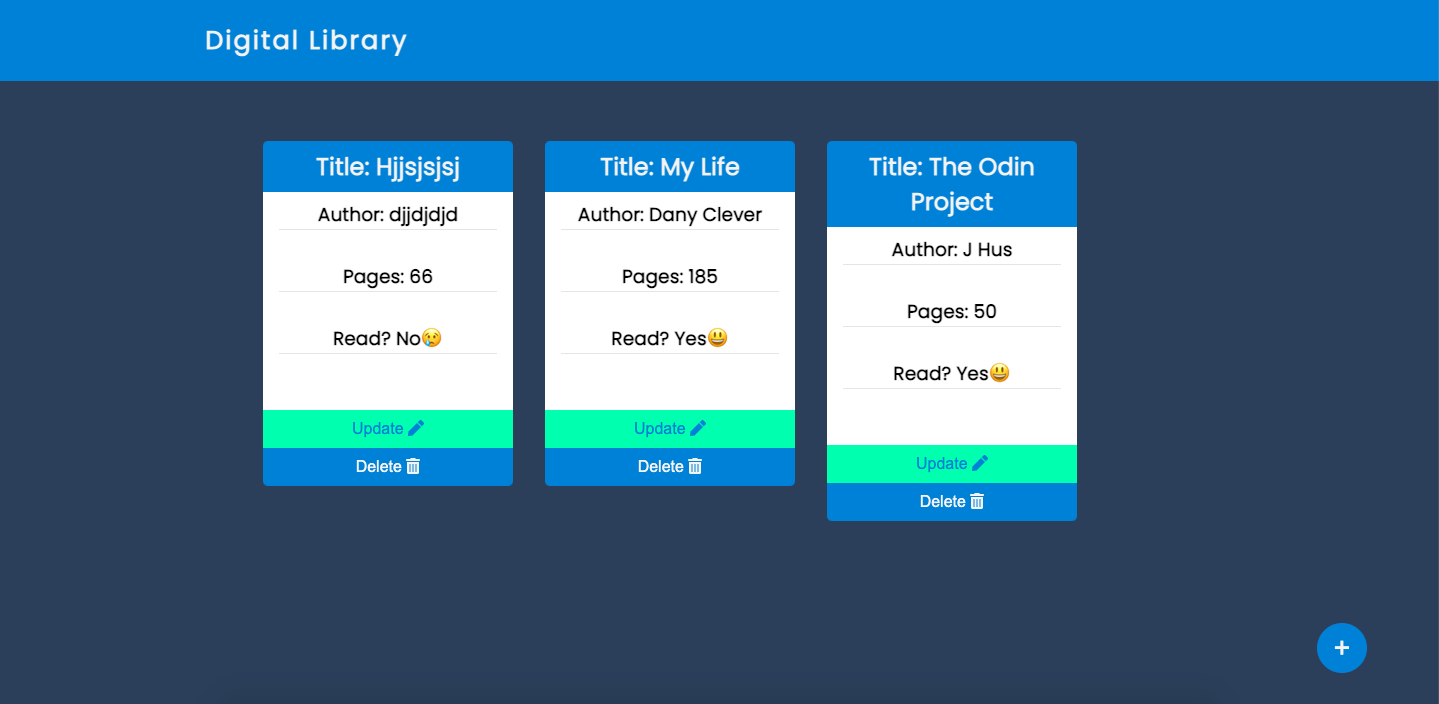 Digital Library
Title: Hjjsjsjsj
Author: djjdjdjd
Pages: 66
Read? No😢
Update
Delete
Title: My Life
Author: Dany Clever
Pages: 185
Read? Yes😃
Update
Delete
Title: The Odin
Project
Author: J Hus
Pages: 50
Read? Yes😃
Update
Delete
+